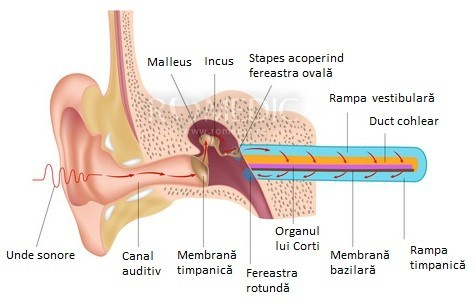 Malleus
Incus
Stapes acoperind
fereastra ovală
Rampa vestibulară
Duct cohlear
Unde sonore
Canal
auditiv
Membrană
timpanică
Fereastra
rotundă
Organul
lui Corti
Membrană
bazilară
Rampa
timpanică